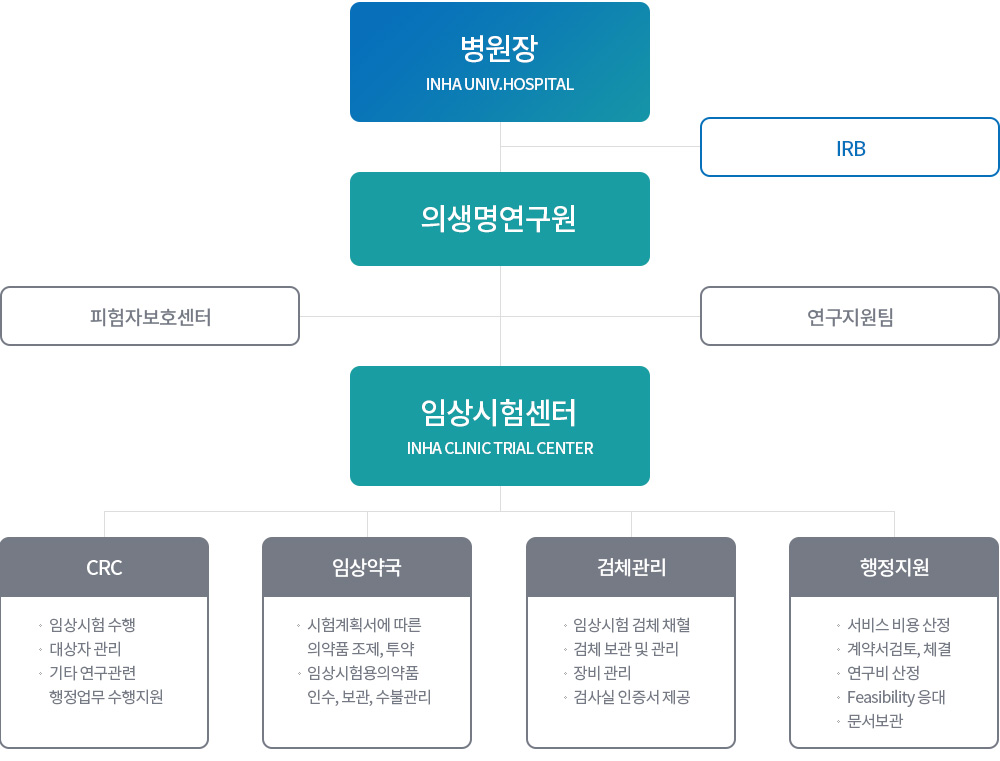 병원장
INHA UNIV.HOSPITAL
IRB
의생명연구원
피험자보호센터
연구지원팀
임상시험센터
INHA CLINIC TRIAL CENTER
CRC
◦ 임상시험 수행
◦ 대상자 관리
◦ 기타 연구관련
행정업무 수행지원
임상약국
◦ 시험계획서에 따른
의약품 조제, 투약
◦ 임상시험용의약품
인수, 보관, 수불관리
검체관리
◦ 임상시험 검체 채혈
◦ 검체 보관 및 관리
◦ 장비 관리
◦ 검사실 인증서 제공
행정지원
◦ 서비스 비용 산정
◦ 계약서검토, 체결
◦ 연구비 산정
◦ Feasibility 응대
◦ 문서보관